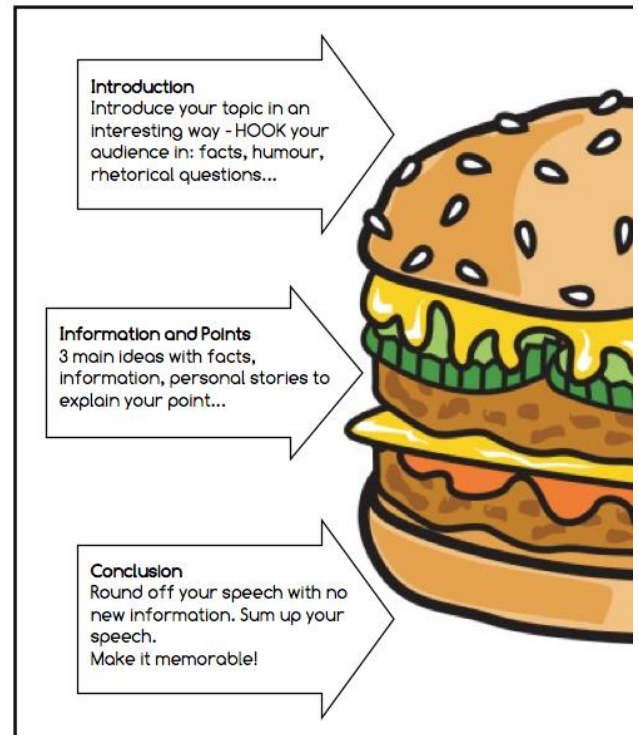 Introduction
Introduce your topic in an
interesting way - HOOK your
audience in: facts, humour,
rhetorical questions...
Information and Points
3 main ideas with facts,
information, personal stories to
explain your point...
Conclusion
Round off your speech with no
new information. Sum up your
speech.
Make it memorable!